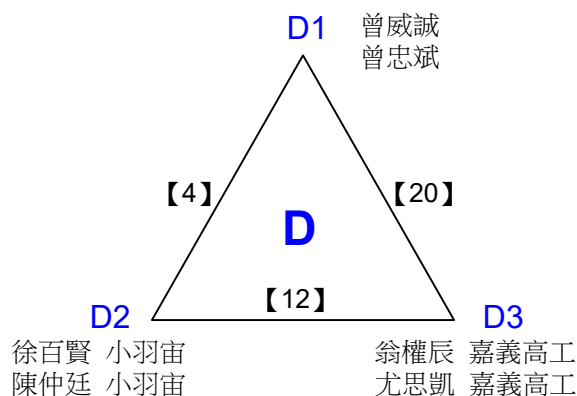 D1
曾威誠
曾忠斌
【4】
【20】
D
【12】
D2
D3
徐百賢 小羽宙
陳仲廷 小羽宙
翁權辰 嘉義高工
尤思凱 嘉義高工